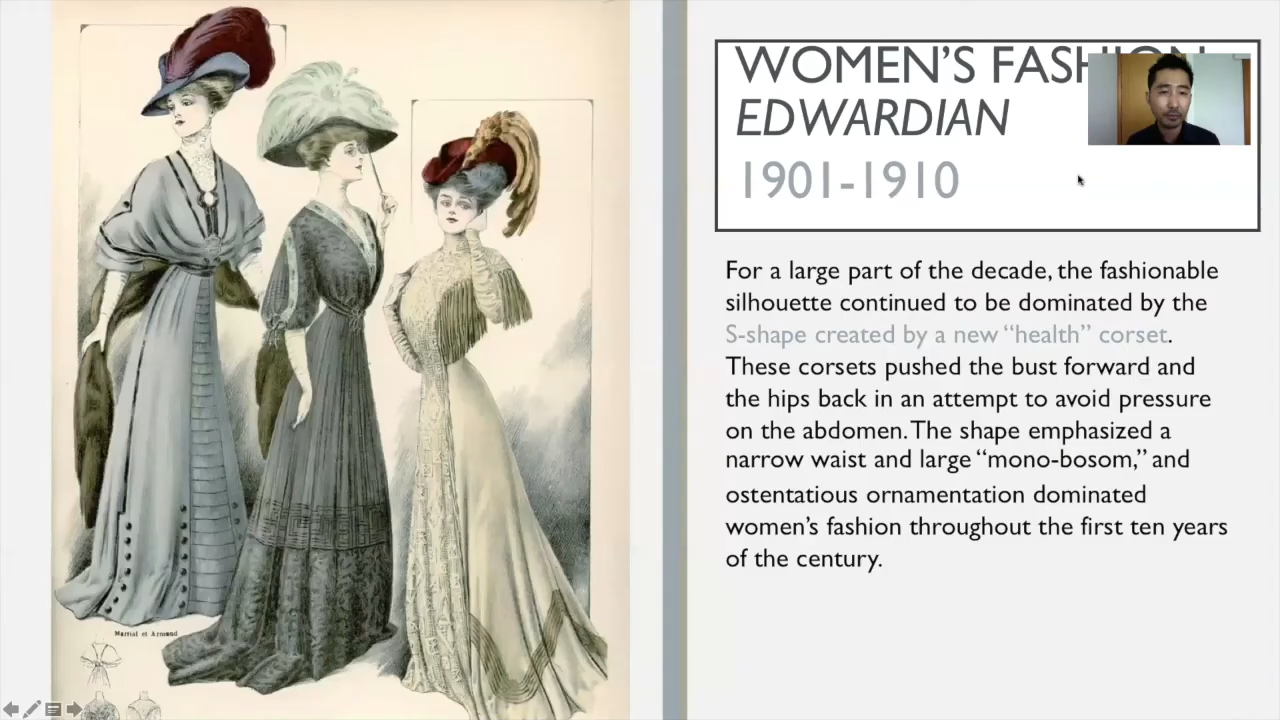 WOMEN’S FASHION
EDWARDIAN
1901-1910
For a large part of the decade, the fashionable
silhouette continued to be dominated by the
S-shape created by a new “health” corset.
These corsets pushed the bust forward and
the hips back in an attempt to avoid pressure
on the abdomen. The shape emphasized a
narrow waist and large “mono-bosom,” and
ostentatious ornamentation dominated
women’s fashion throughout the first ten years
of the century.
Martial et Armand